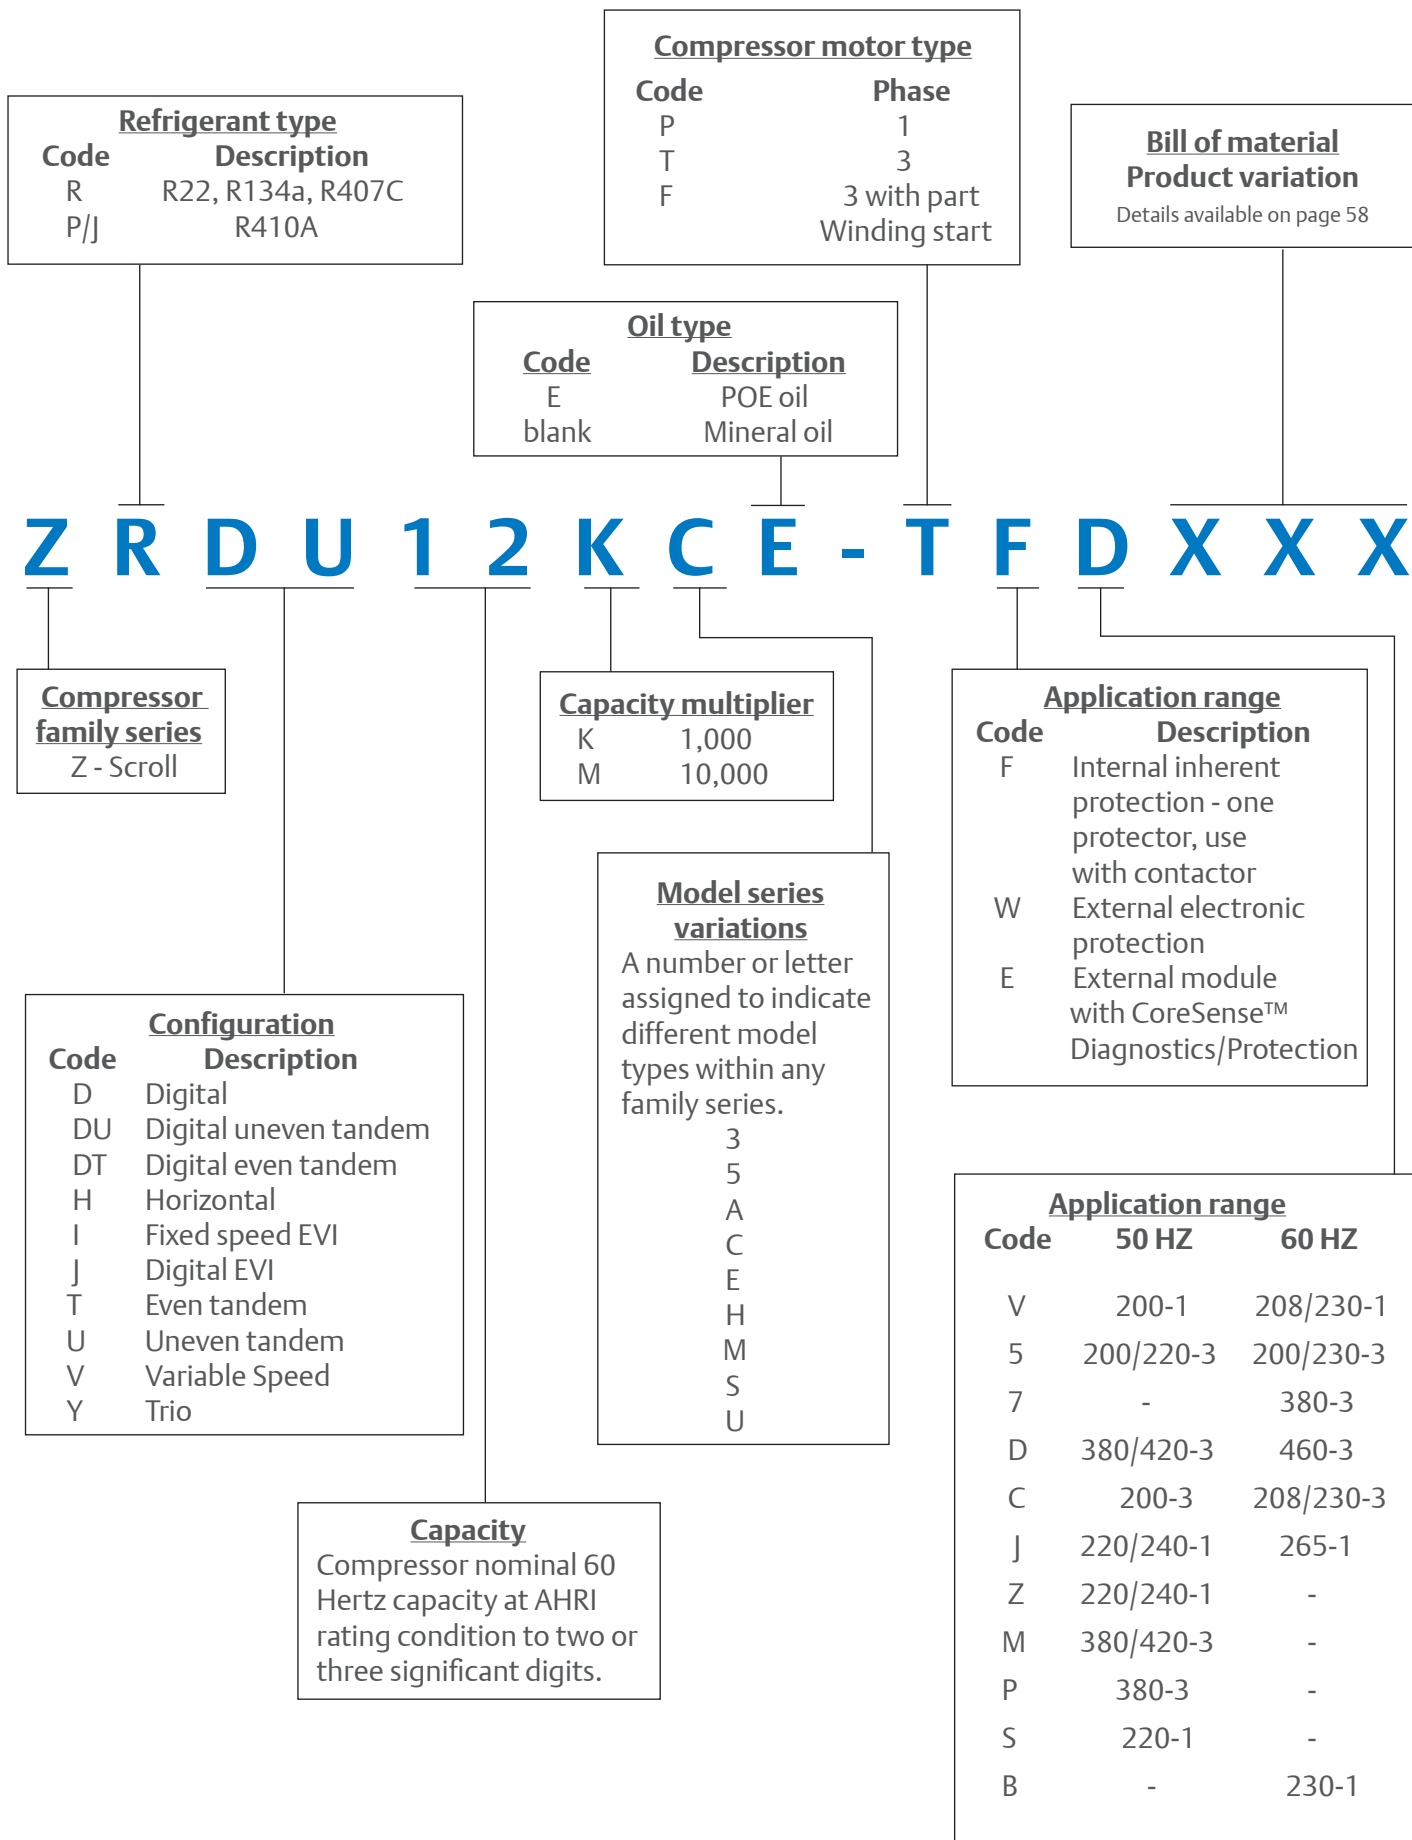 Compressor motor type
Code Phase
P 1
T 3
F 3 with part
Winding start
Refrigerant type
Code Description
R R22, R134a, R407C
P/J R410A
Bill of material
Product variation
Details available on page 58
Oil type
Code Description
E POE oil
blank Mineral oil
Z R D U 1 2 K C E - T F D X X X
Compressor
family series
Z - Scroll
Capacity multiplier
K 1,000
M 10,000
Application range
Code Description
F Internal inherent
protection - one
protector, use
with contactor
W External electronic
protection
E External module
with CoreSense™
Diagnostics/Protection
Model series
variations
A number or letter
assigned to indicate
different model
types within any
family series.
3
5
A
C
E
H
M
S
U
Configuration
Code Description
D Digital
DU Digital uneven tandem
DT Digital even tandem
H Horizontal
I Fixed speed EVI
J Digital EVI
T Even tandem
U Uneven tandem
V Variable Speed
Y Trio
Application range
Code 50 HZ 60 HZ
V 200-1 208/230-1
5 200/220-3 200/230-3
7 - 380-3
D 380/420-3 460-3
C 200-3 208/230-3
J 220/240-1 265-1
Z 220/240-1 -
M 380/420-3 -
P 380-3 -
S 220-1 -
B - 230-1
Capacity
Compressor nominal 60
Hertz capacity at AHRI
rating condition to two or
three significant digits.